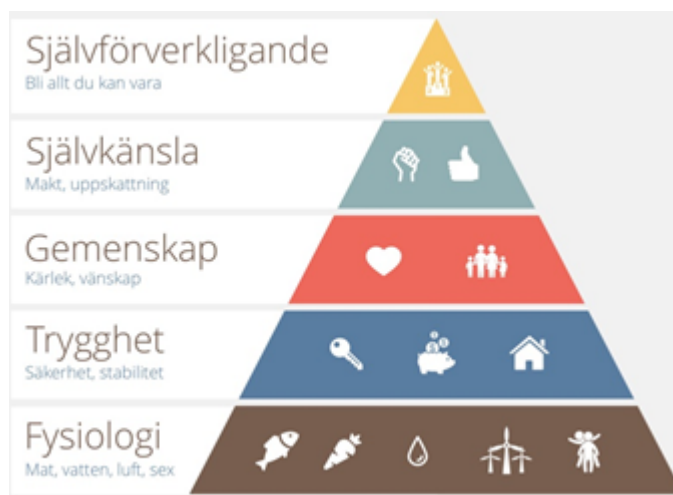 Självförverkligande
Bli allt du kan vara
Självkänsla
Makt, uppskattning
Gemenskap
Kärlek, vänskap
Trygghet
Säkerhet, stabilitet
Fysiologi
Mat, vatten, luft, sex